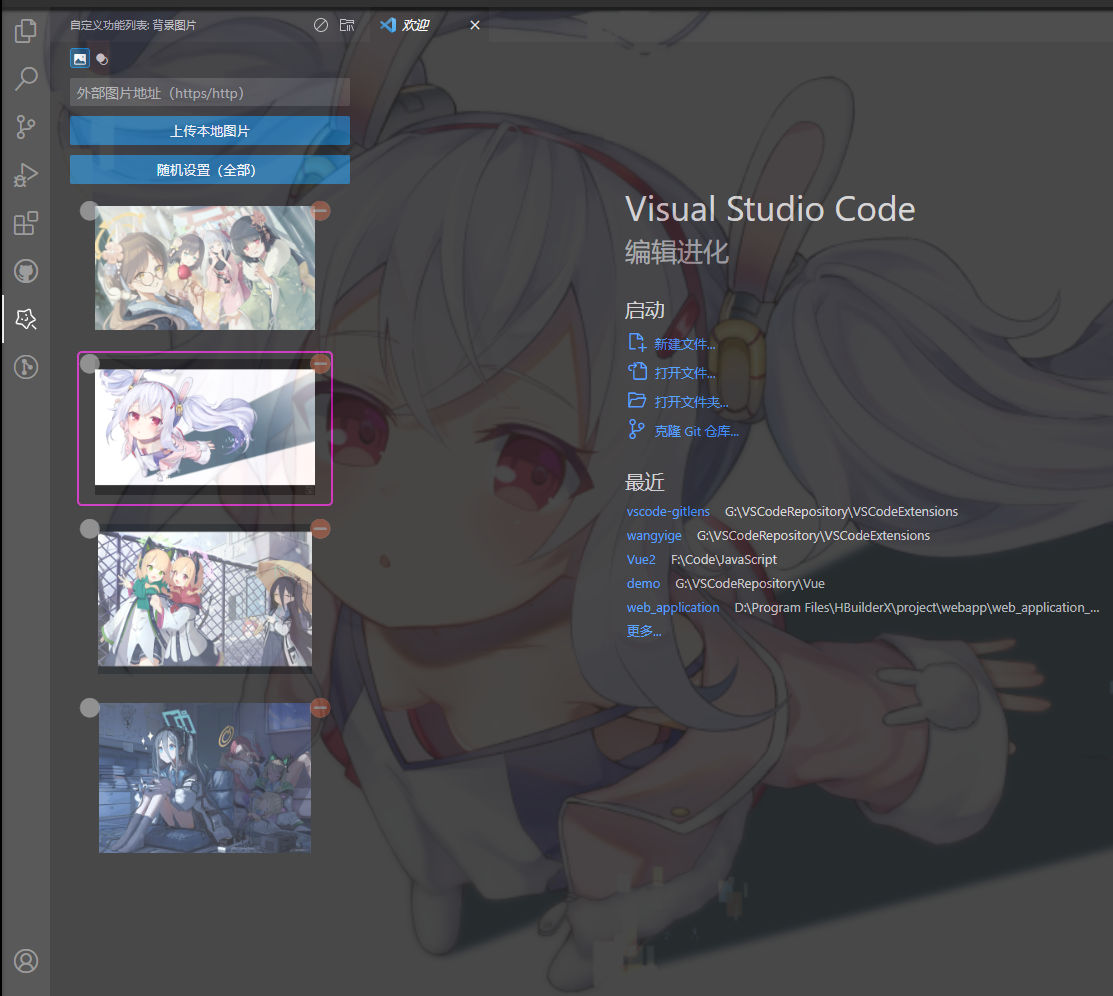 自定义功能列表: 背景图片
欢迎
外部图片地址（https/http）
上传本地图片
随机设置（全部）
Visual Studio Code
编辑进化
启动
新建文件...
打开文件...
打开文件夹...
克隆 Git 仓库...
最近
vscode-gitlens G:\VSCodeRepository\VSCodeExtensions
wangyige G:\VSCodeRepository\VSCodeExtensions
Vue2 F:\Code\JavaScript
demo G:\VSCodeRepository\Vue
web_application D:\Program Files\HBuilderX\project\webapp\web_application_...
更多...